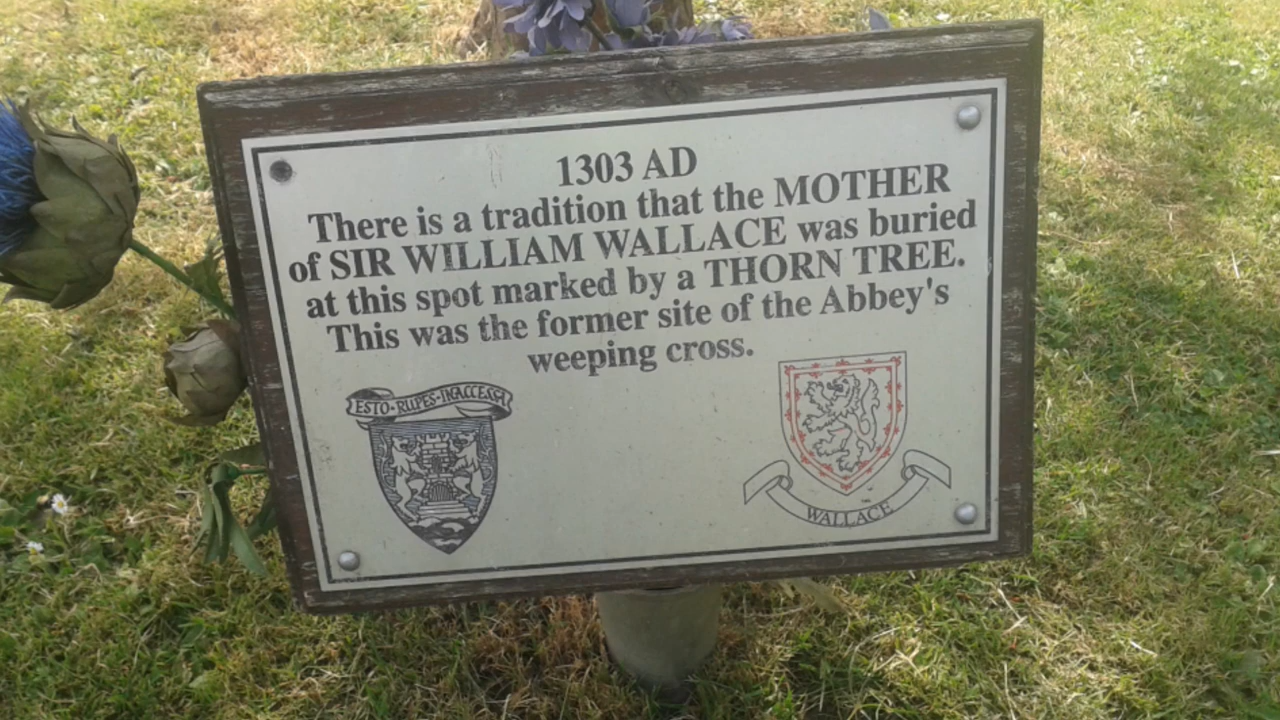 1303 AD
There is a tradition that the MOTHER
of SIR WILLIAM WALLACE was buried
at this spot marked by a THORN TREE.
This was the former site of the Abbey's
weeping cross.
ESTO·RUPES·INACCESSA
WALLACE